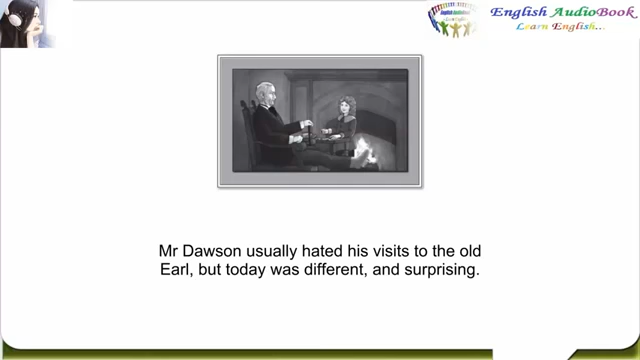 English AudioBook
Learn English...
Mr Dawson usually hated his visits to the old
Earl, but today was different, and surprising.